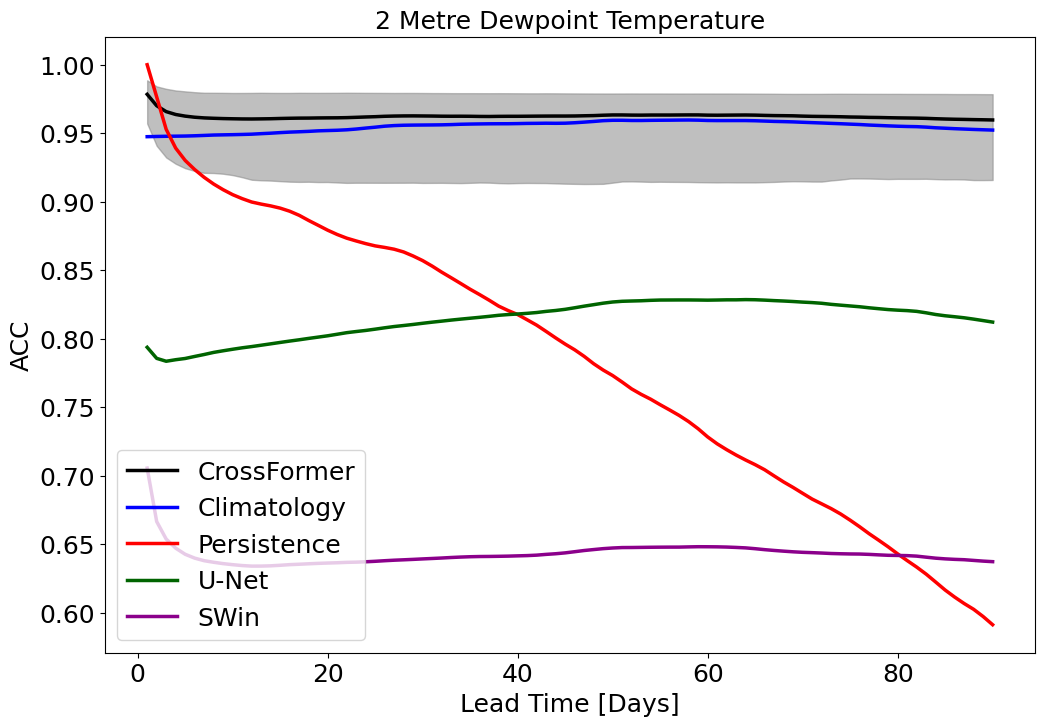 2 Metre Dewpoint Temperature
ACC
1.00
0.95
0.90
0.85
0.80
0.75
0.70
0.65
0.60
CrossFormer
Climatology
Persistence
U-Net
SWin
0 20 40 60 80
Lead Time [Days]